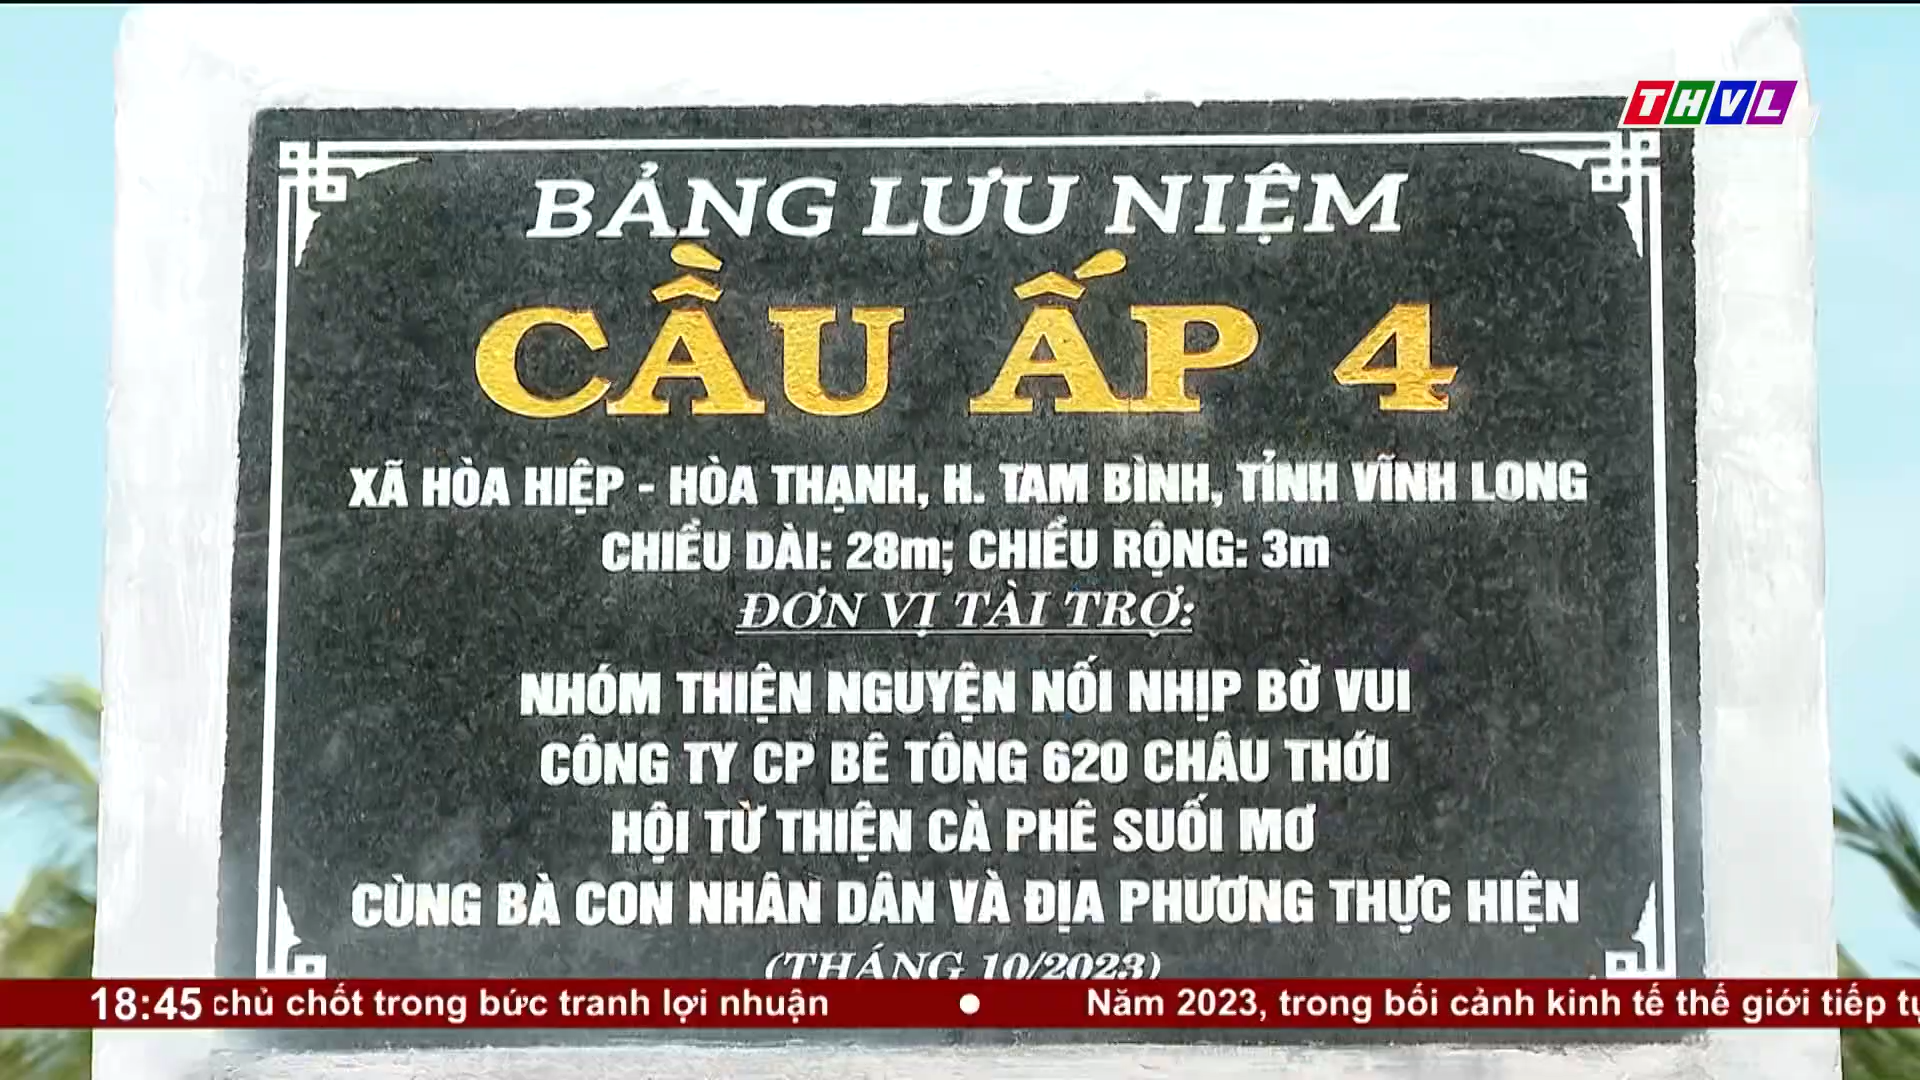 THVL
BẢNG LƯU NIỆM
CẦU ẤP 4
XÃ HÒA HIỆP - HÒA THẠNH, H. TAM BÌNH, TỈNH VĨNH LONG
CHIỀU DÀI: 28m; CHIỀU RỘNG: 3m
ĐƠN VỊ TÀI TRỢ:
NHÓM THIỆN NGUYỆN NỐI NHỊP BỜ VUI
CÔNG TY CP BÊ TÔNG 620 CHÂU THỚI
HỘI TỪ THIỆN CÀ PHÊ SUỐI MƠ
CÙNG BÀ CON NHÂN DÂN VÀ ĐỊA PHƯƠNG THỰC HIỆN
(THÁNG 10/2023)
18:45 chủ chốt trong bức tranh lợi nhuận ● Năm 2023, trong bối cảnh kinh tế thế giới tiếp